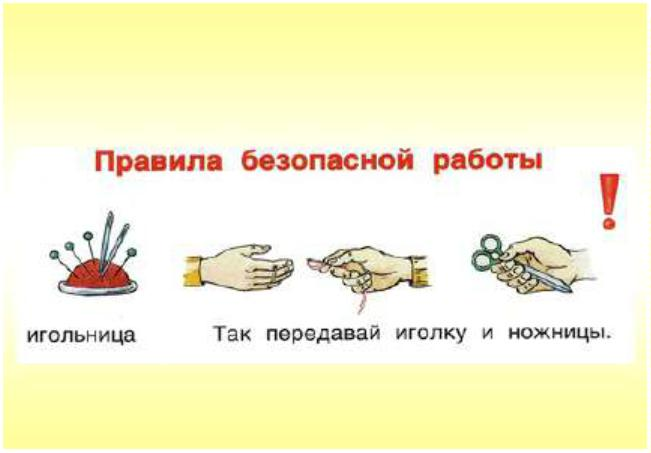 Правила безопасной работы
!
игольница
Так передавай иголку и ножницы.